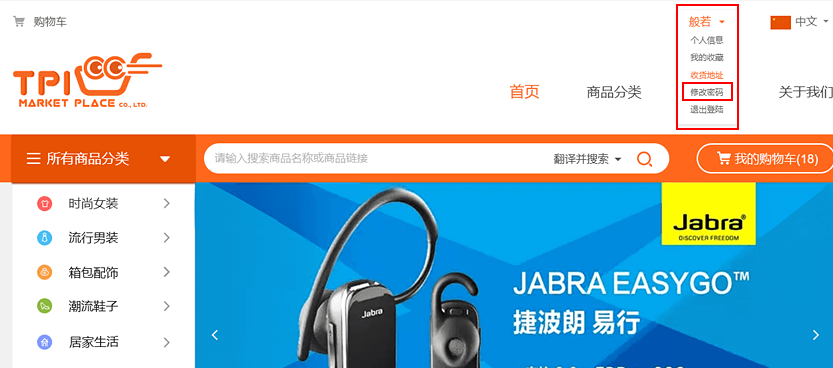 购物车
般若
中文
个人信息
我的收藏
收货地址
修改密码
退出登陆
TPI
MARKET PLACE CO., LTD.
首页
商品分类
关于我们
所有商品分类
请输入搜索商品名称或商品链接
翻译并搜索
我的购物车(18)
时尚女装
流行男装
箱包配饰
潮流鞋子
居家生活
Jabra
Jabra®
DISCOVER FREEDOM
JABRA EASYGO™
捷波朗 易行